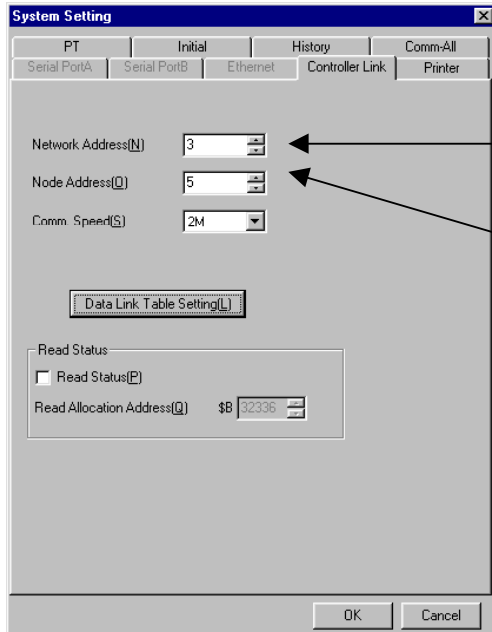 System Setting
PT Initial History Comm-All
Serial PortA Serial PortB Ethernet Controller Link Printer
Network Address(N) 3
Node Address(O) 5
Comm. Speed(S) 2M
Data Link Table Setting(L)
Read Status
Read Status(P)
Read Allocation Address(Q) $B 32336
OK Cancel